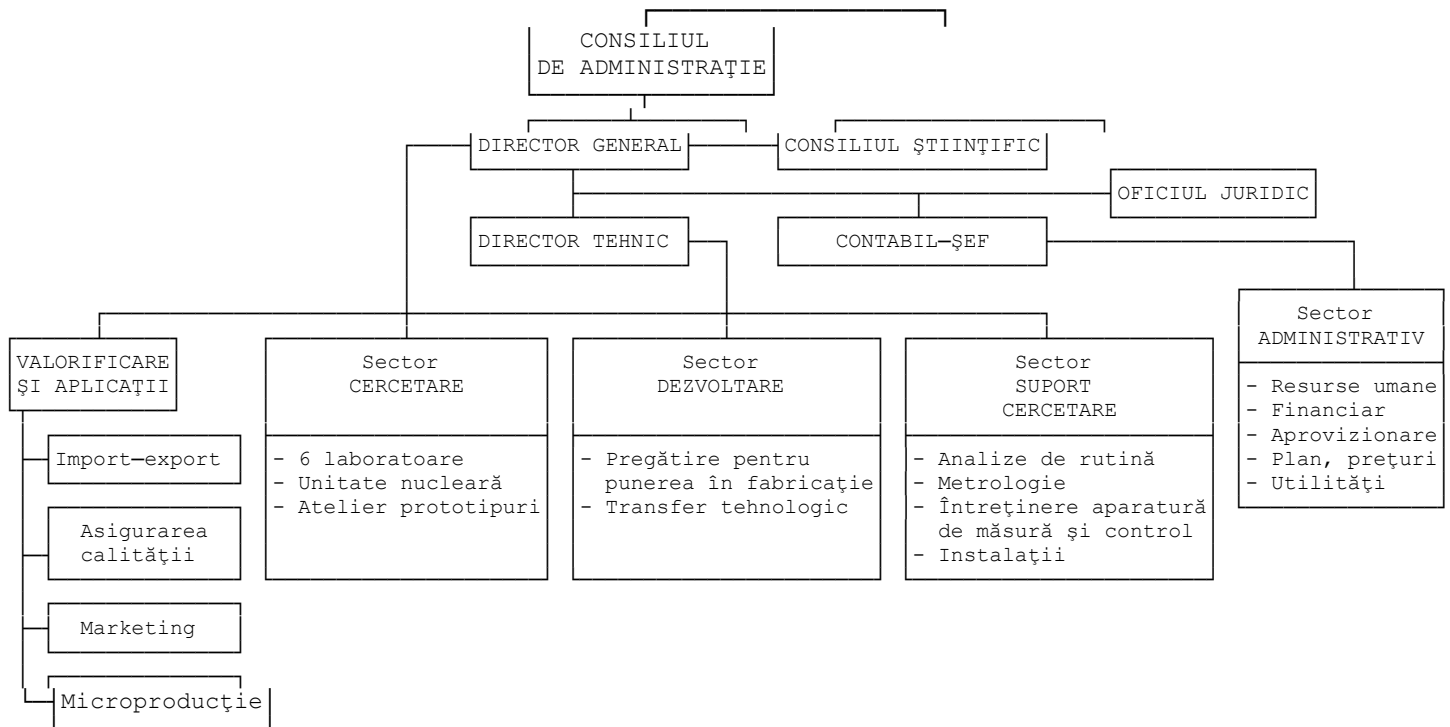 CONSILIUL
DE ADMINISTRAŢIE
DIRECTOR GENERAL
CONSILIUL ŞTIINŢIFIC
OFICIUL JURIDIC
DIRECTOR TEHNIC
CONTABIL—ŞEF
VALORIFICARE
ŞI APLICAŢII
Import—export
Asigurarea
calităţii
Marketing
Microproducţie
Sector
CERCETARE
- 6 laboratoare
- Unitate nucleară
- Atelier prototipuri
Sector
DEZVOLTARE
- Pregătire pentru
punerea în fabricaţie
- Transfer tehnologic
Sector
SUPORT
CERCETARE
- Analize de rutină
- Metrologie
- Întreţinere aparatură
de măsură şi control
- Instalaţii
Sector
ADMINISTRATIV
- Resurse umane
- Financiar
- Aprovizionare
- Plan, preţuri
- Utilităţi